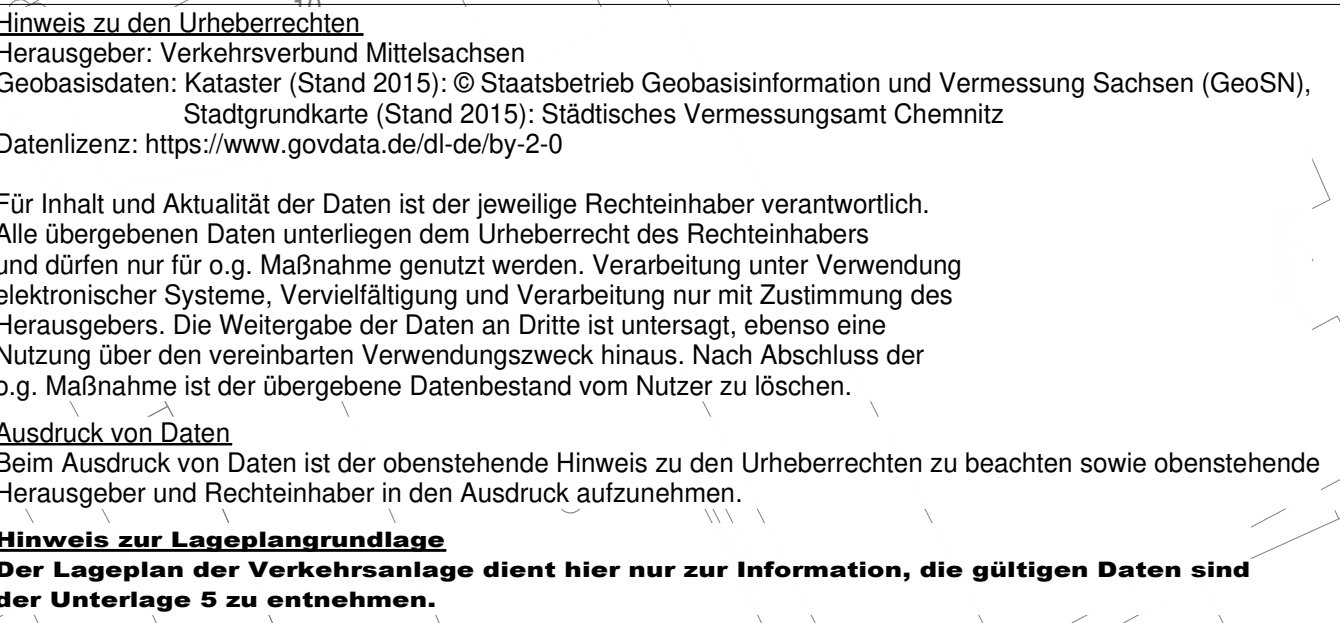 Hinweis zu den Urheberrechten
Herausgeber: Verkehrsverbund Mittelsachsen
Geobasisdaten: Kataster (Stand 2015): © Staatsbetrieb Geobasisinformation und Vermessung Sachsen (GeoSN),
Stadtgrundkarte (Stand 2015): Städtisches Vermessungsamt Chemnitz
Datenlizenz: https://www.govdata.de/dl-de/by-2-0
Für Inhalt und Aktualität der Daten ist der jeweilige Rechteinhaber verantwortlich.
Alle übergebenen Daten unterliegen dem Urheberrecht des Rechteinhabers
und dürfen nur für o.g. Maßnahme genutzt werden. Verarbeitung unter Verwendung
elektronischer Systeme, Vervielfältigung und Verarbeitung nur mit Zustimmung des
Herausgebers. Die Weitergabe der Daten an Dritte ist untersagt, ebenso eine
Nutzung über den vereinbarten Verwendungszweck hinaus. Nach Abschluss der
o.g. Maßnahme ist der übergebene Datenbestand vom Nutzer zu löschen.
Ausdruck von Daten
Beim Ausdruck von Daten ist der obenstehende Hinweis zu den Urheberrechten zu beachten sowie obenstehende
Herausgeber und Rechteinhaber in den Ausdruck aufzunehmen.
Hinweis zur Lageplangrundlage
Der Lageplan der Verkehrsanlage dient hier nur zur Information, die gültigen Daten sind
der Unterlage 5 zu entnehmen.